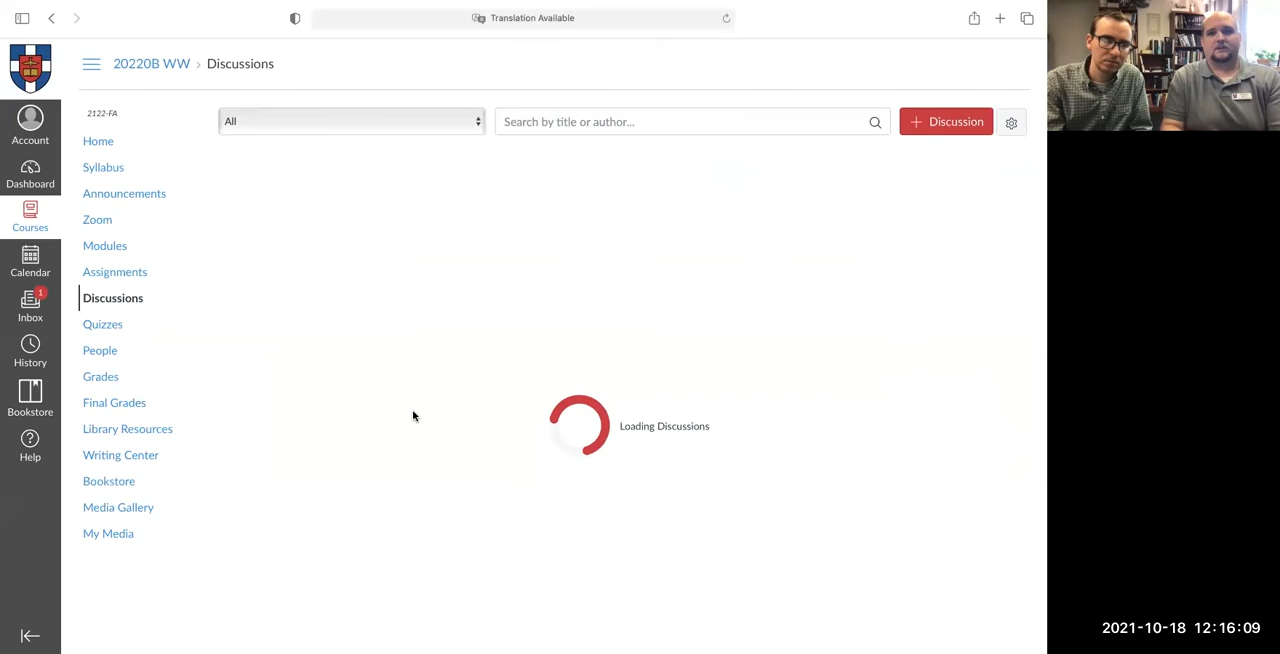 Translation Available
20220B WW › Discussions
2122-FA
All
Search by title or author...
+ Discussion
Home
Syllabus
Announcements
Zoom
Modules
Assignments
Discussions
Quizzes
People
Grades
Final Grades
Library Resources
Writing Center
Bookstore
Media Gallery
My Media
Account
Dashboard
Courses
Calendar
1
Inbox
History
Bookstore
Help
Loading Discussions
2021-10-18 12:16:09